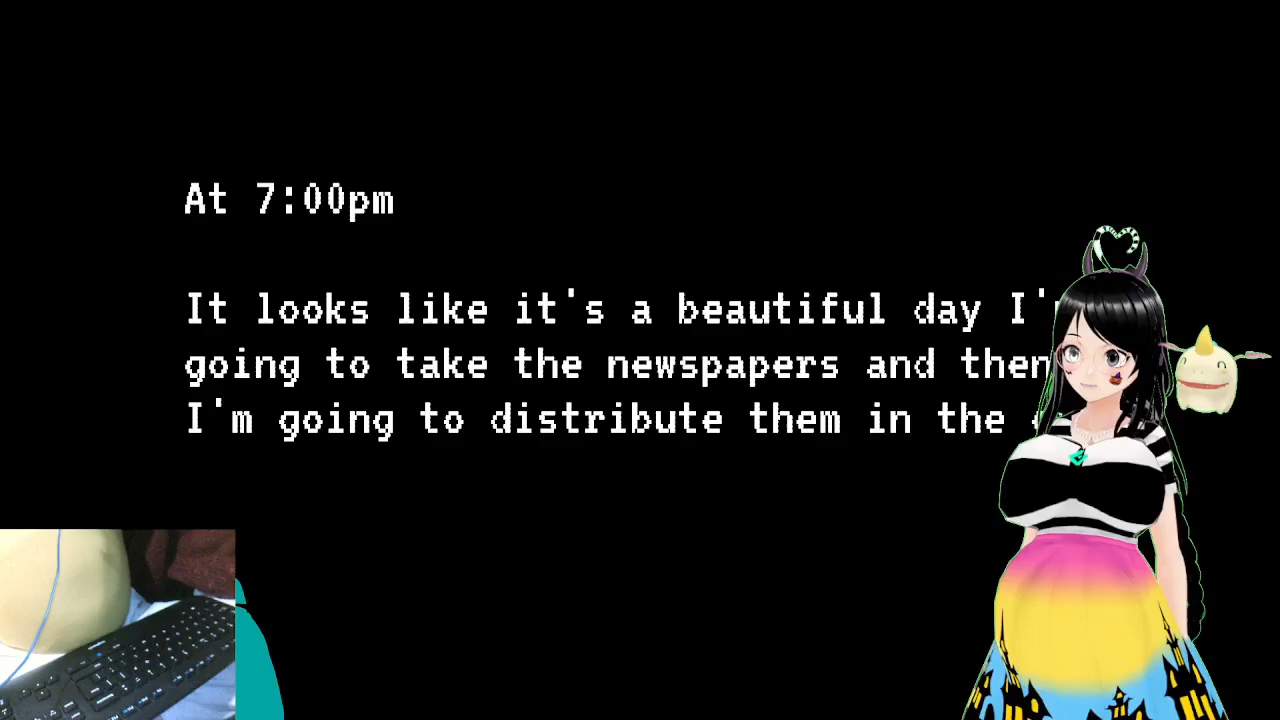 At 7:00pm
It looks like it's a beautiful day
going to take the newspapers and then
I'm going to distribute them in the